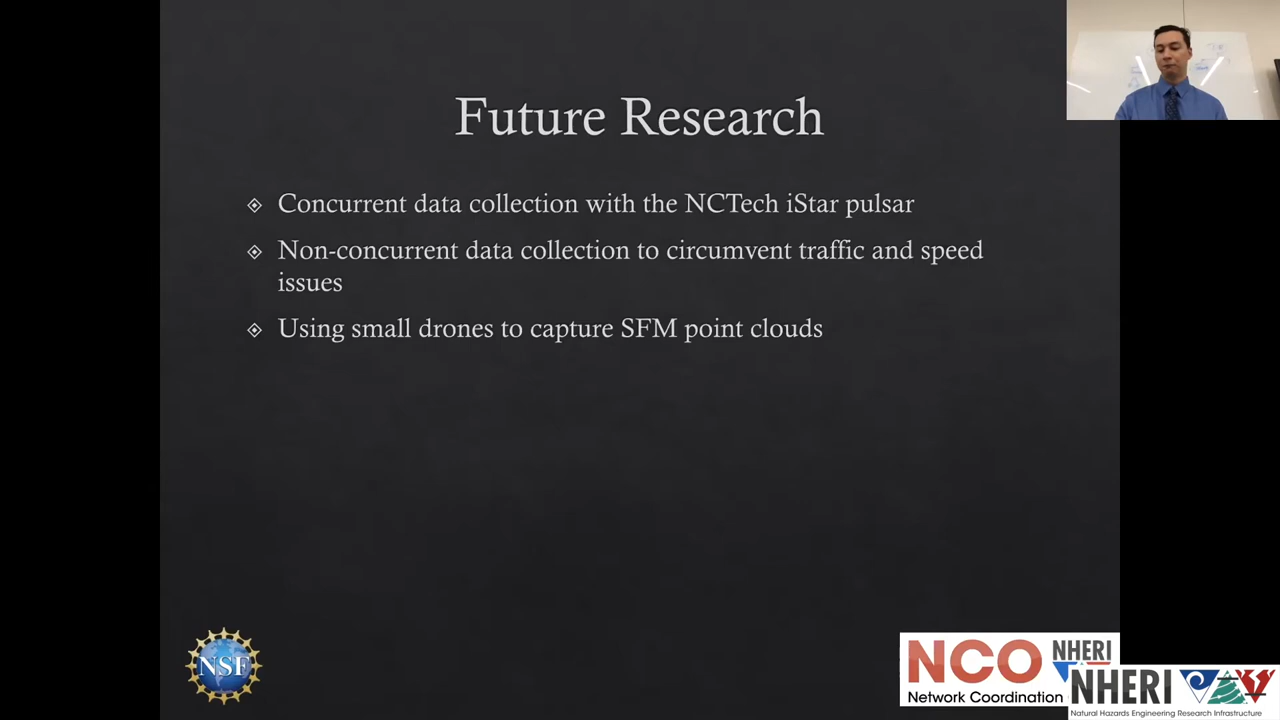 Future Research
Concurrent data collection with the NCTech iStar pulsar
Non-concurrent data collection to circumvent traffic and speed
issues
Using small drones to capture SFM point clouds
NSF
NCO
NHERI
Network Coordination
NHERI
Natural Hazards Engineering Research Infrastructure